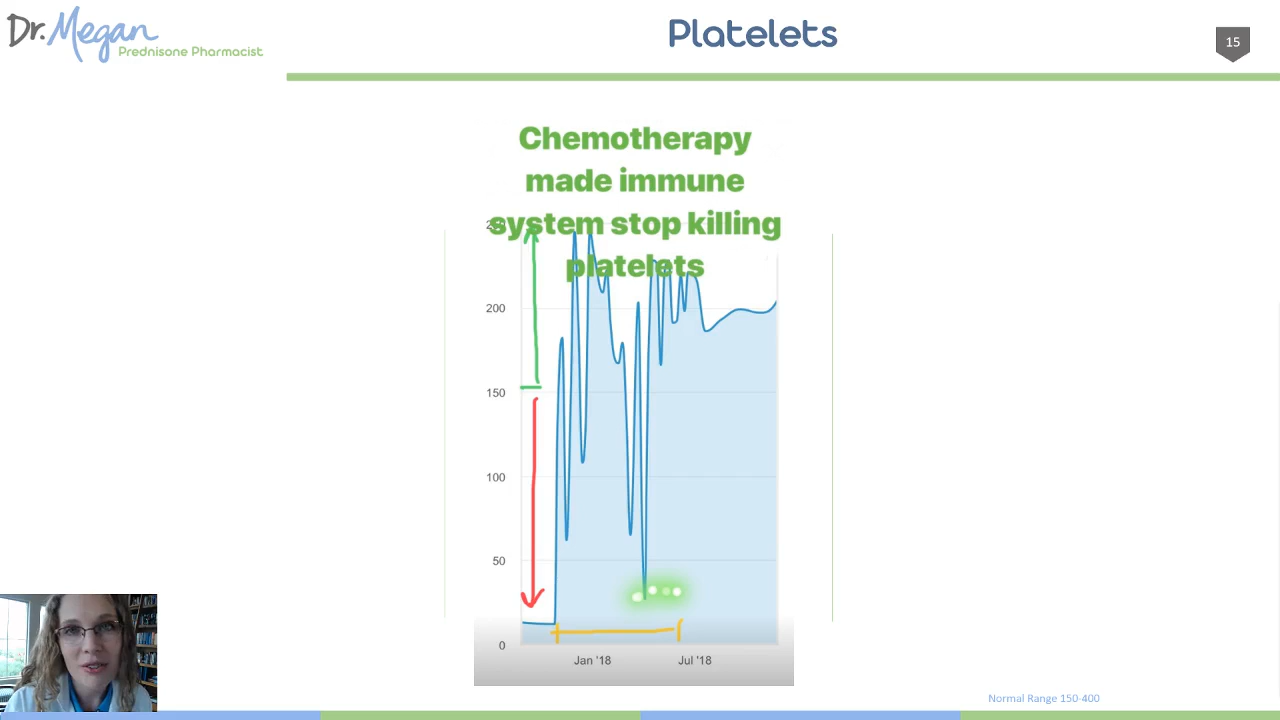 Dr. Megan
Prednisone Pharmacist
Platelets
15
Chemotherapy
made immune
system stop killing
platelets
200
150
100
50
0
Jan '18
Jul '18
Normal Range 150-400